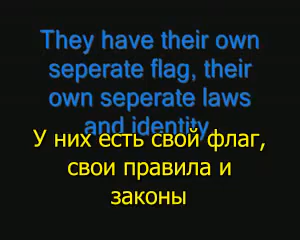 They have their own
seperate flag, their
own seperate laws
and identity
У них есть свой флаг,
свои правила и
законы